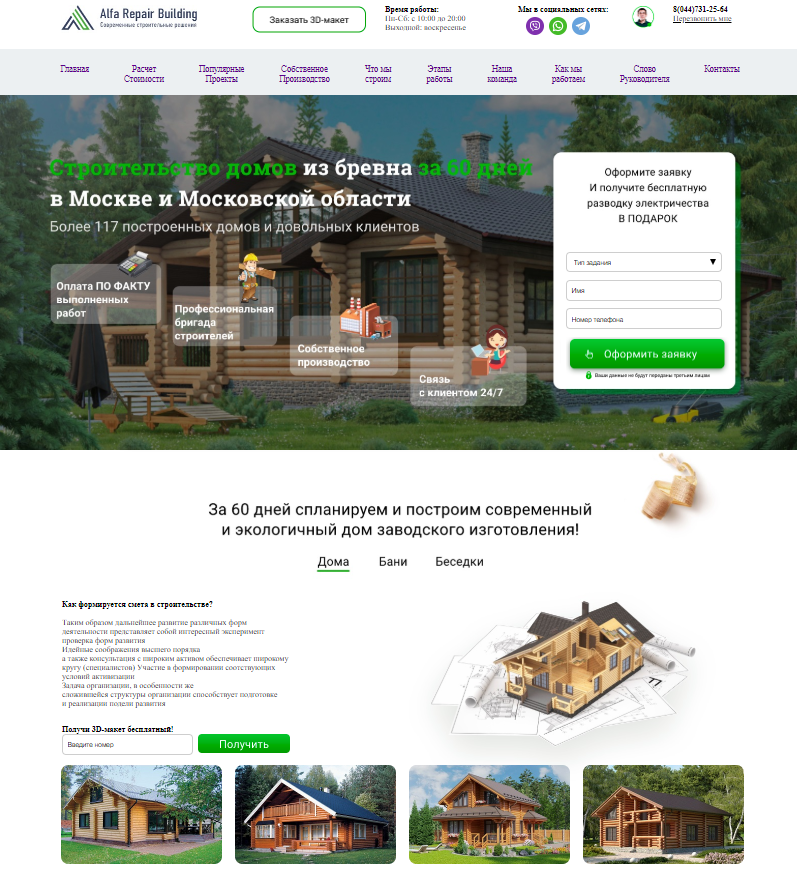 Alfa Repair Building
Современные строительные решения
Заказать 3D-макет
Время работы:
Пн-Сб: с 10:00 до 20:00
Выходной: воскресенье
Мы в социальных сетях:
8(044)731-25-64
Перезвонить мне
Главная
Расчет
Стоимости
Популярные
Проекты
Собственное
Производство
Что мы
строим
Этапы
работы
Наша
команда
Как мы
работаем
Слово
Руководителя
Контакты
Строительство домов из бревна за 60 дней
в Москве и Московской области
Более 117 построенных домов и довольных клиентов
Оплата ПО ФАКТУ
выполненных
работ
Профессиональная
бригада
строителей
Собственное
производство
Связь
с клиентом 24/7
Оформите заявку
И получите бесплатную
разводку электричества
В ПОДАРОК
Тип задания
Имя
Номер телефона
Оформить заявку
Ваши данные не будут переданы третьим лицам
За 60 дней спланируем и построим современный
и экологичный дом заводского изготовления!
Дома
Бани
Беседки
Как формируется смета в строительстве?
Таким образом дальнейшее развитие различных форм
деятельности представляет собой интересный эксперимент
проверка форм развития
Идейные соображения высшего порядка
а также консультация с широким активом обеспечивает широкому
кругу (специалистов) Участие в формировании соотствующих
условий активизации
Задача организации, в особенности же
сложившейся структуры организации способствует подготовке
и реализации полели развития
Получи 3D-макет бесплатный!
Введите номер
Получить